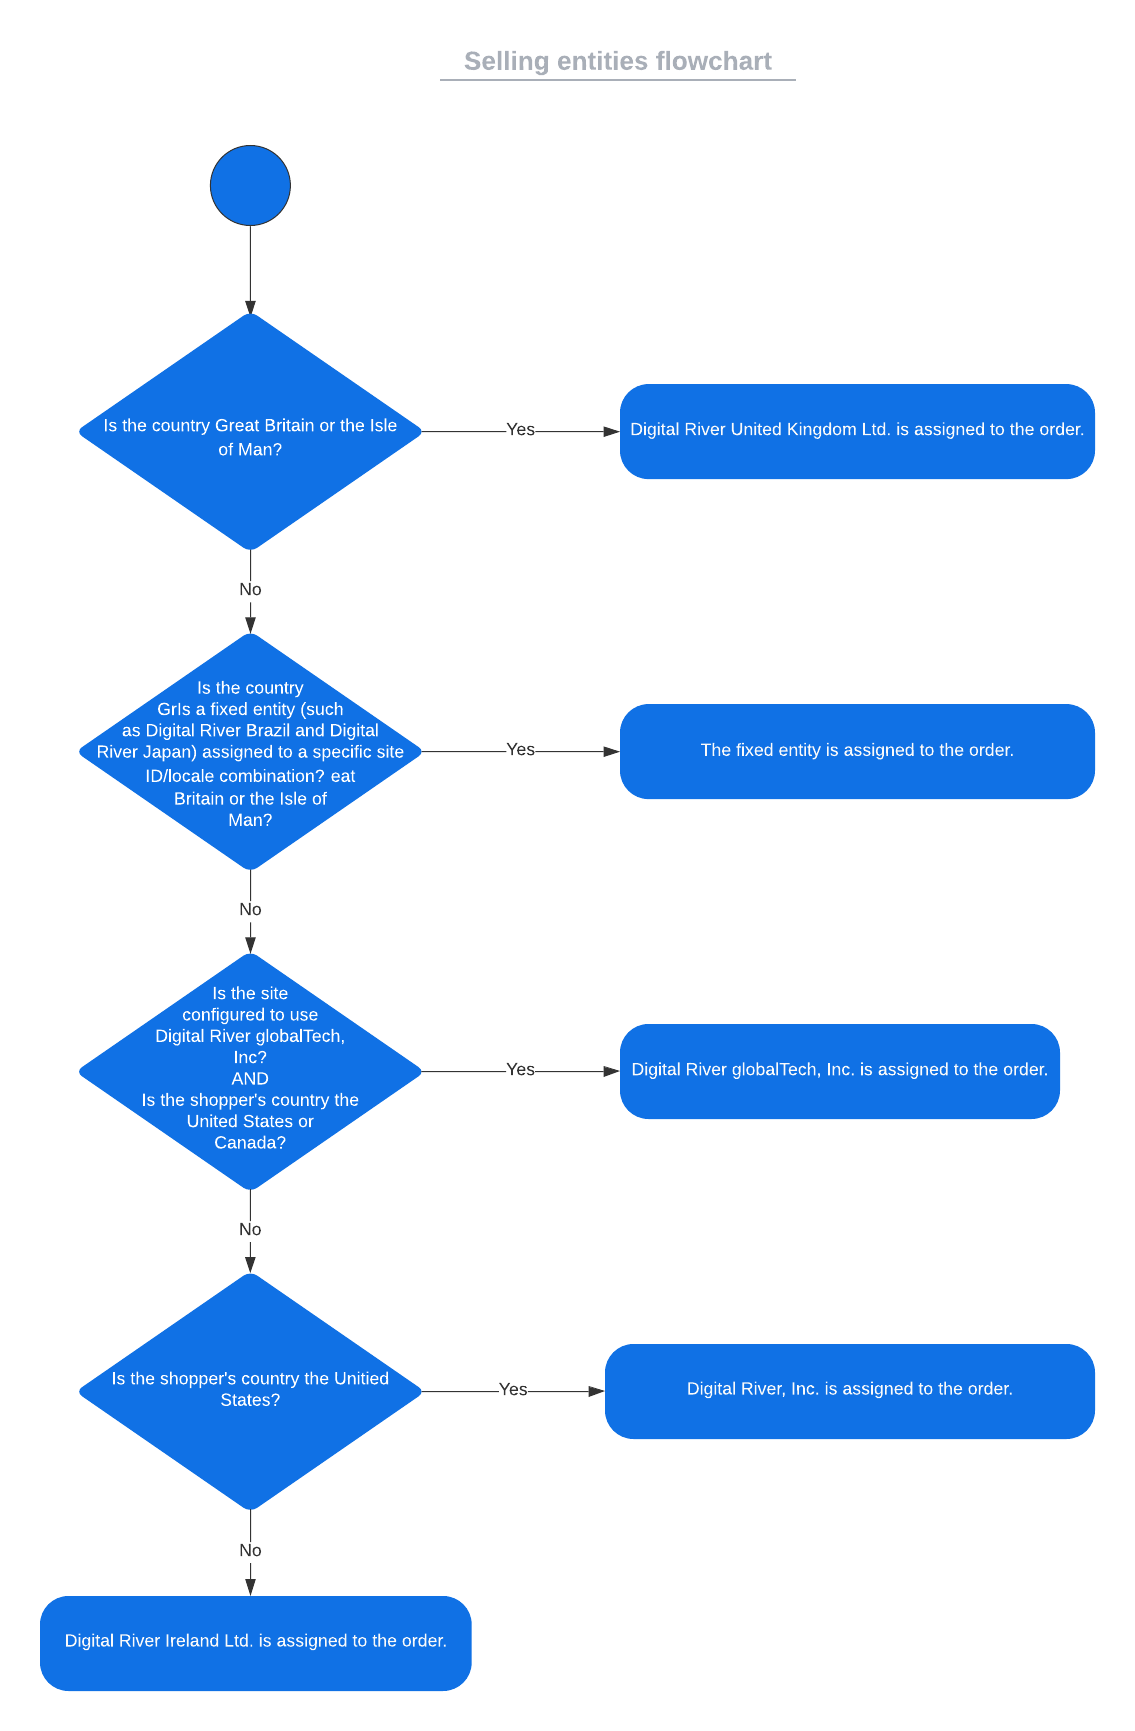 Selling entities flowchart
Is the country Great Britain or the Isle
of Man?
Yes
Digital River United Kingdom Ltd. is assigned to the order.
No
Is the country
GrIs a fixed entity (such
as Digital River Brazil and Digital
River Japan) assigned to a specific site
ID/locale combination? eat
Britain or the Isle of
Man?
Yes
The fixed entity is assigned to the order.
No
Is the site
configured to use
Digital River globalTech,
Inc?
AND
Is the shopper's country the
United States or
Canada?
Yes
Digital River globalTech, Inc. is assigned to the order.
No
Is the shopper's country the Unitied
States?
Yes
Digital River, Inc. is assigned to the order.
No
Digital River Ireland Ltd. is assigned to the order.